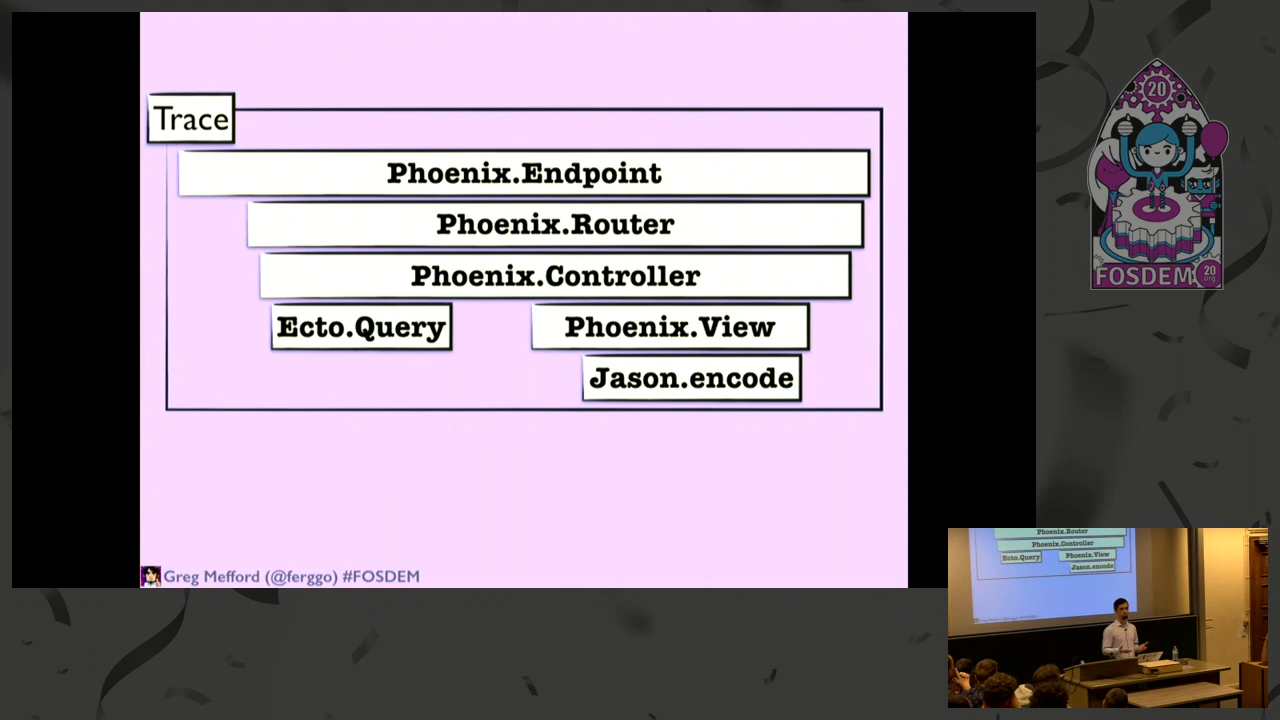 Trace
Phoenix.Endpoint
Phoenix.Router
Phoenix.Controller
Ecto.Query
Phoenix.View
Jason.encode
Greg Mefford (@ferggo) #FOSDEM
20
FOSDEM
20
.org
Phoenix.Router
Phoenix.Controller
Ecto.Query
Phoenix.View
Jason.encode